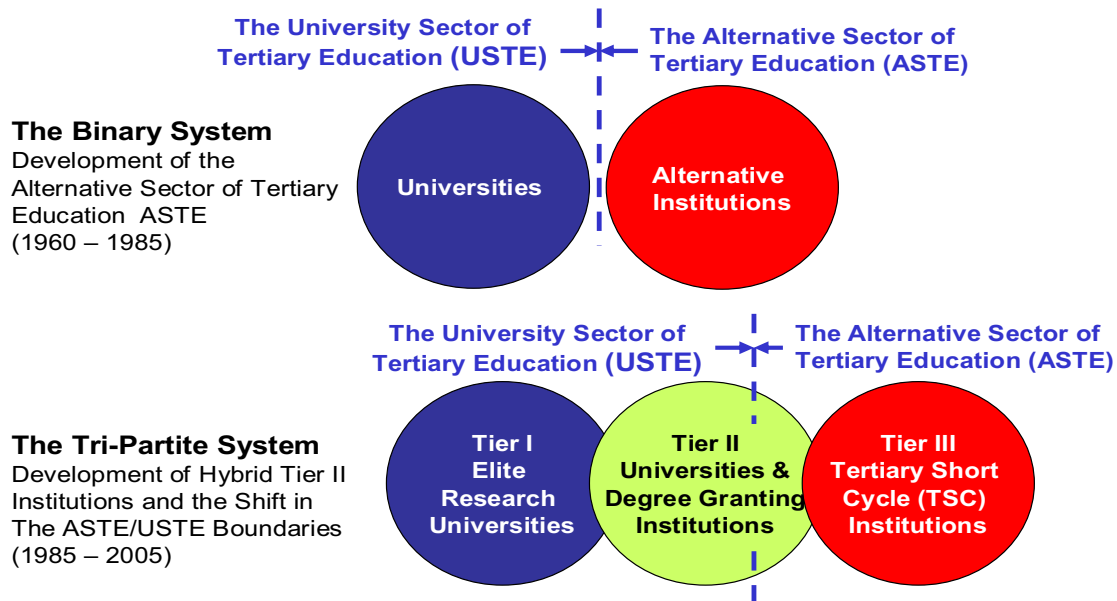 The University Sector of
Tertiary Education (USTE)
The Alternative Sector of
Tertiary Education (ASTE)
The Binary System
Development of the
Alternative Sector of Tertiary
Education ASTE
(1960 – 1985)
Universities
Alternative
Institutions
The University Sector of
Tertiary Education (USTE)
The Alternative Sector of
Tertiary Education (ASTE)
The Tri-Partite System
Development of Hybrid Tier II
Institutions and the Shift in
The ASTE/USTE Boundaries
(1985 – 2005)
Tier I
Elite
Research
Universities
Tier II
Universities &
Degree Granting
Institutions
Tier III
Tertiary Short
Cycle (TSC)
Institutions